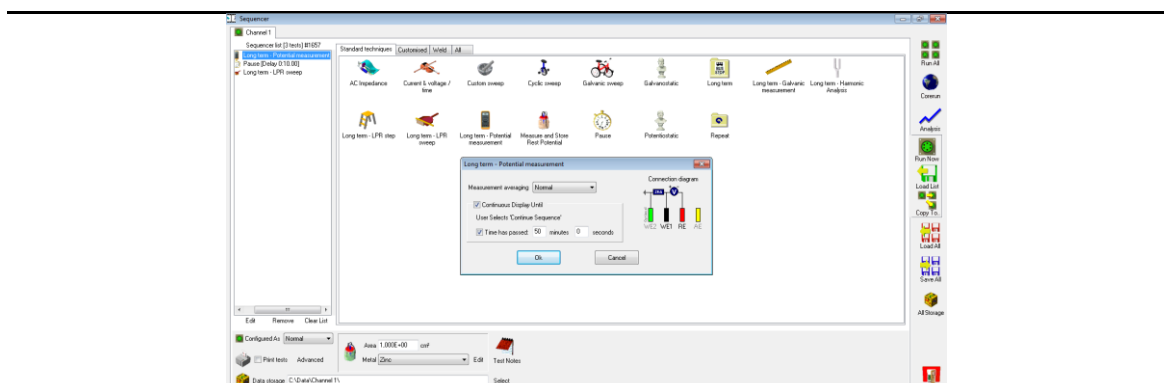 Sequencer
Channel 1
Sequencer list [3 tests] #1657
Long term - Potential measurement
Pause [Delay 0:10.00]
Long term - LPR sweep
Edit Remove Clear List
Standard techniques Customised Weld All
AC Impedance Current & voltage / time Custom sweep Cyclic sweep Galvanic sweep Galvanostatic Long term Long term - Galvanic measurement Long term - Harmonic Analysis
BUS STOP
Long term - LPR step Long term - LPR sweep Long term - Potential measurement Measure and Store Rest Potential Pause Potentiostatic Repeat
Long term - Potential measurement
Measurement averaging Normal
Continuous Display Until
User Selects 'Continue Sequence'
Time has passed: 50 minutes 0 seconds
Connection diagram
V
WE2 WE1 RE AE
Ok Cancel
Run All
Corerun
Analysis
Run Now
Load List
Copy To..
Load All
Save All
All Storage
Configured As Normal
Print tests Advanced
Data storage C:\Data\Channel 1\
Area 1.000E+00 cm²
Metal Zinc Edit
Test Notes
Select